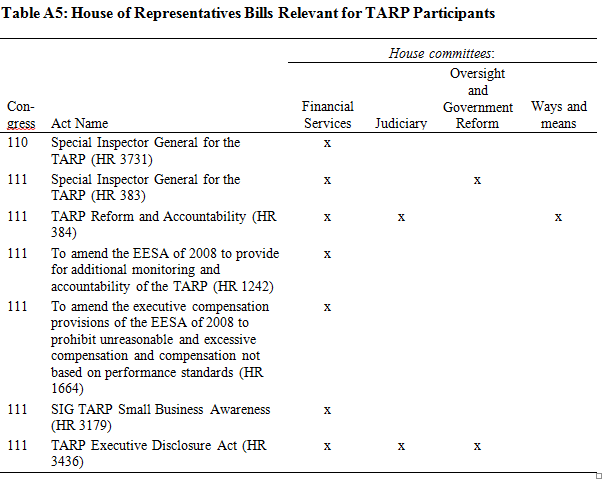 Table A5: House of Representatives Bills Relevant for TARP Participants
House committees:
Con-
gress Act Name Financial Services Judiciary Oversight and Government Reform Ways and means
110 Special Inspector General for the x
TARP (HR 3731)
111 Special Inspector General for the x x
TARP (HR 383)
111 TARP Reform and Accountability (HR x x x
384)
111 To amend the EESA of 2008 to provide x
for additional monitoring and
accountability of the TARP (HR 1242)
111 To amend the executive compensation x
provisions of the EESA of 2008 to
prohibit unreasonable and excessive
compensation and compensation not
based on performance standards (HR
1664)
111 SIG TARP Small Business Awareness x
(HR 3179)
111 TARP Executive Disclosure Act (HR x x x
3436)